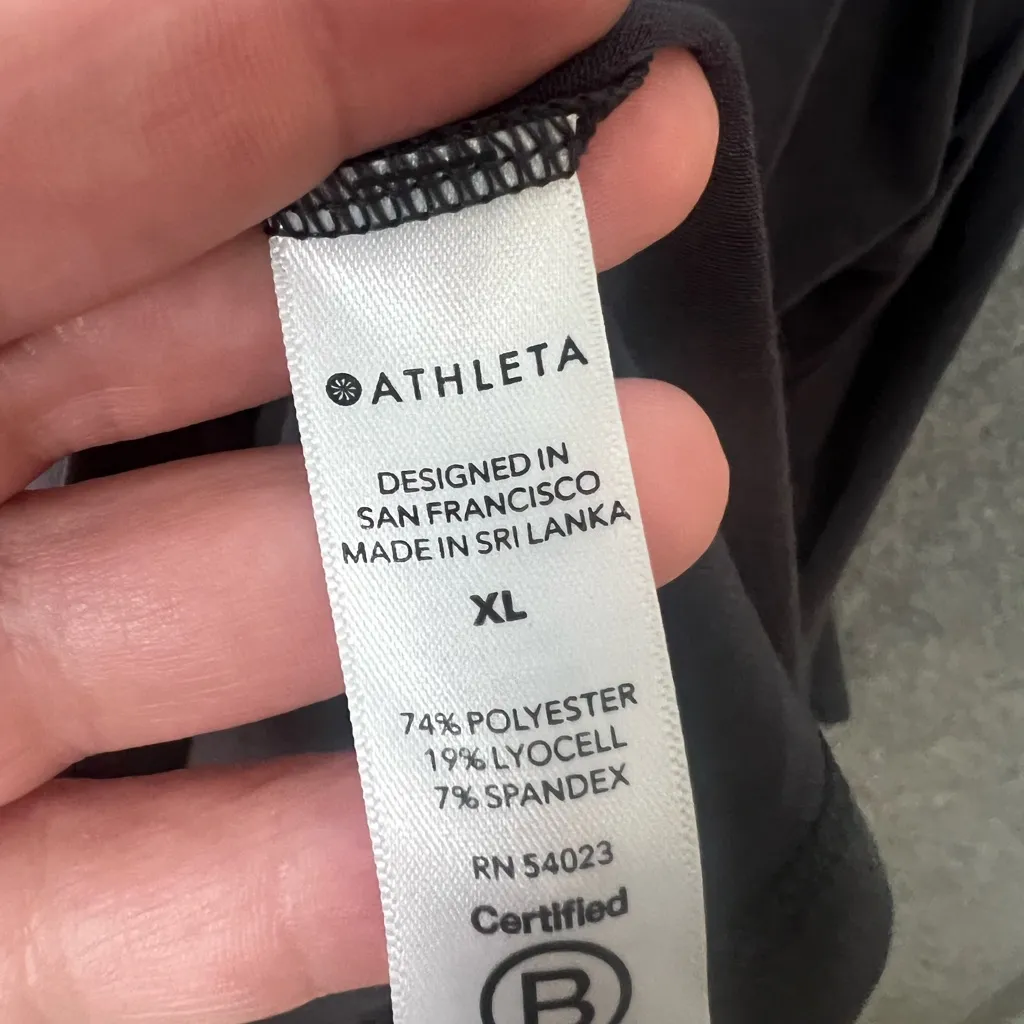 ATHLETA
DESIGNED IN
SAN FRANCISCO
MADE IN SRI LANKA
XL
74% POLYESTER
19% LYOCELL
7% SPANDEX
RN 54023
Certified
B